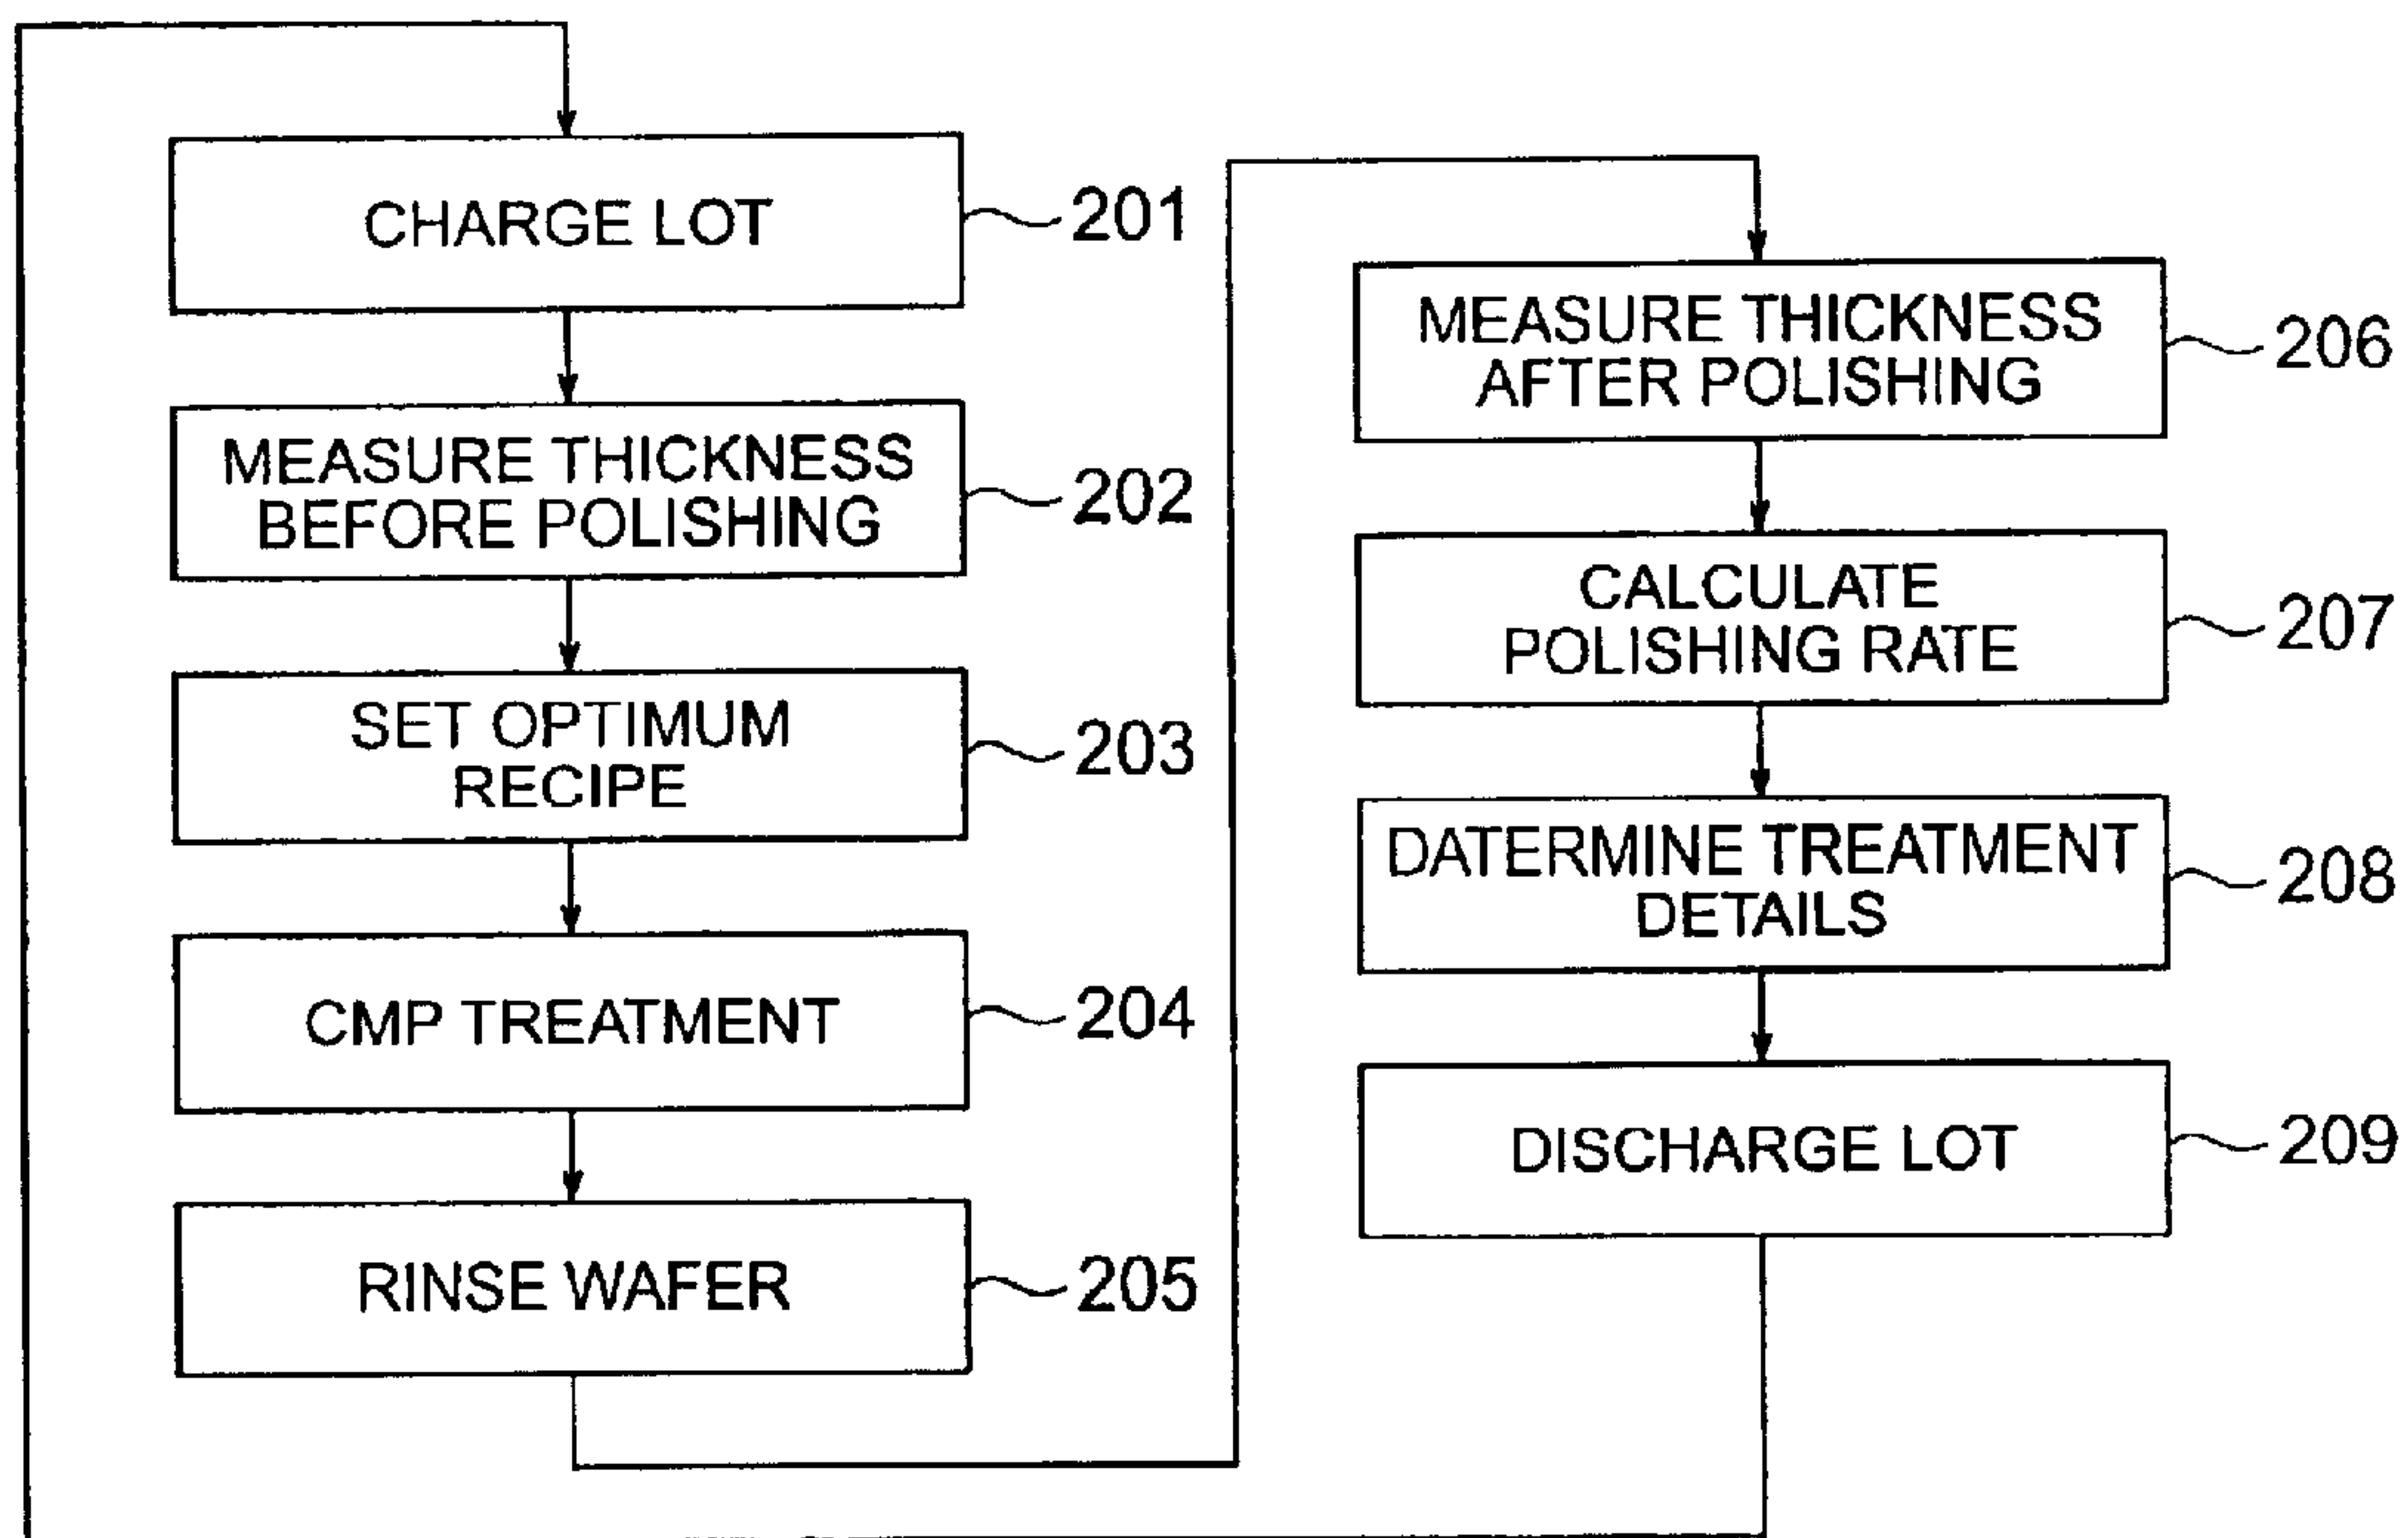 CHARGE LOT
201
MEASURE THICKNESS
BEFORE POLISHING
202
SET OPTIMUM
RECIPE
203
CMP TREATMENT
204
RINSE WAFER
205
MEASURE THICKNESS
AFTER POLISHING
206
CALCULATE
POLISHING RATE
207
DATERMINE TREATMENT
DETAILS
208
DISCHARGE LOT
209